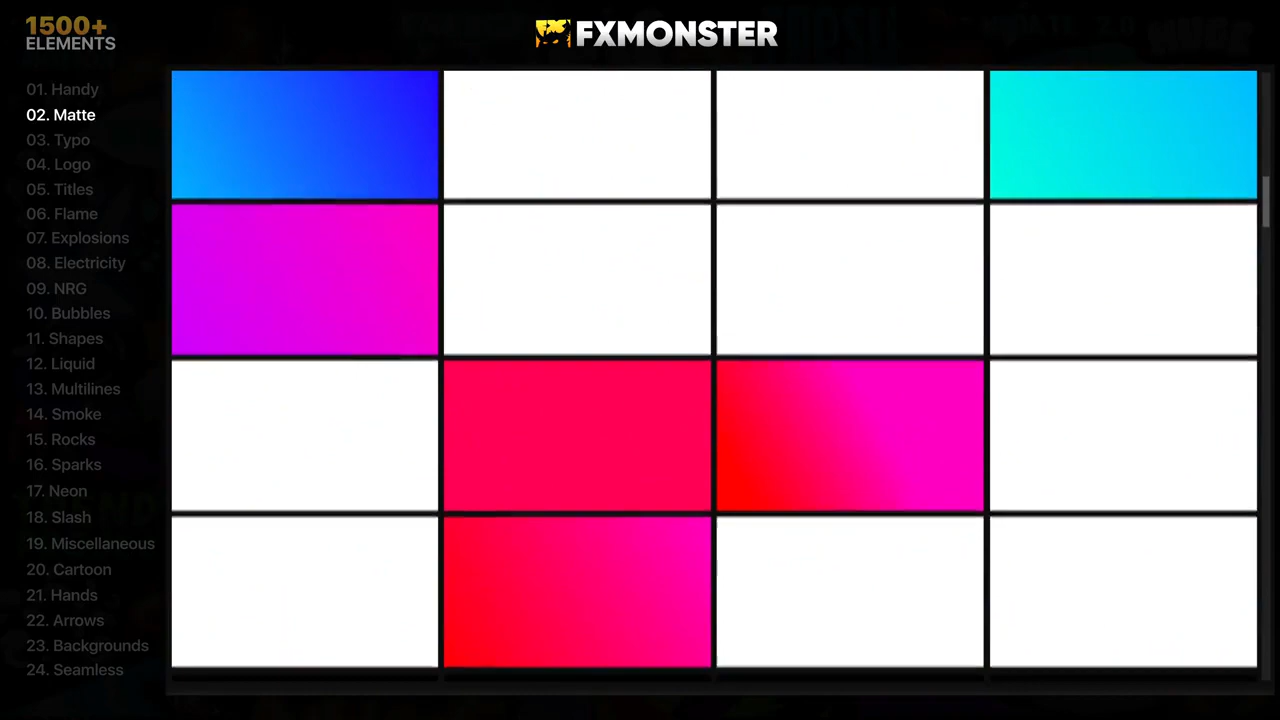 1500+
ELEMENTS
FXMONSTER
01. Handy
02. Matte
03. Typo
04. Logo
05. Titles
06. Flame
07. Explosions
08. Electricity
09. NRG
10. Bubbles
11. Shapes
12. Liquid
13. Multilines
14. Smoke
15. Rocks
16. Sparks
17. Neon
18. Slash
19. Miscellaneous
20. Cartoon
21. Hands
22. Arrows
23. Backgrounds
24. Seamless